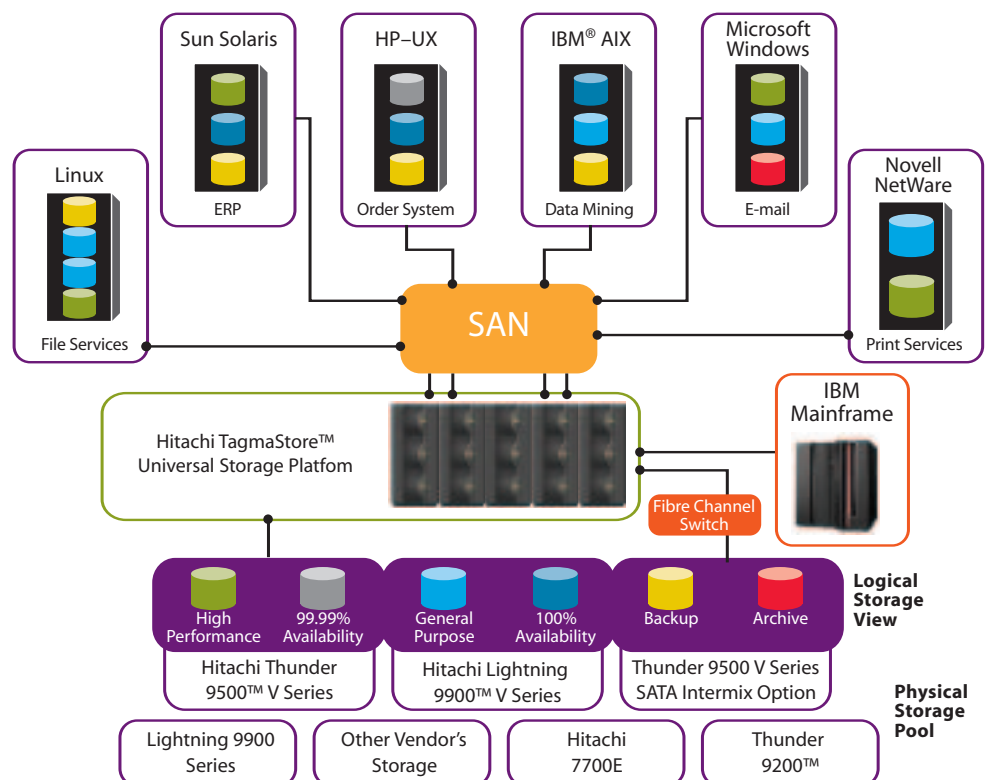 Sun Solaris
ERP
HP–UX
Order System
IBM® AIX
Data Mining
Microsoft
Windows
E-mail
Linux
File Services
Novell
NetWare
Print Services
SAN
Hitachi TagmaStore™
Universal Storage Platfom
IBM
Mainframe
Fibre Channel
Switch
High
Performance
99.99%
Availability
General
Purpose
100%
Availability
Backup
Archive
Logical
Storage
View
Hitachi Thunder
9500™ V Series
Hitachi Lightning
9900™ V Series
Thunder 9500 V Series
SATA Intermix Option
Physical
Storage
Pool
Lightning 9900
Series
Other Vendor's
Storage
Hitachi
7700E
Thunder
9200™